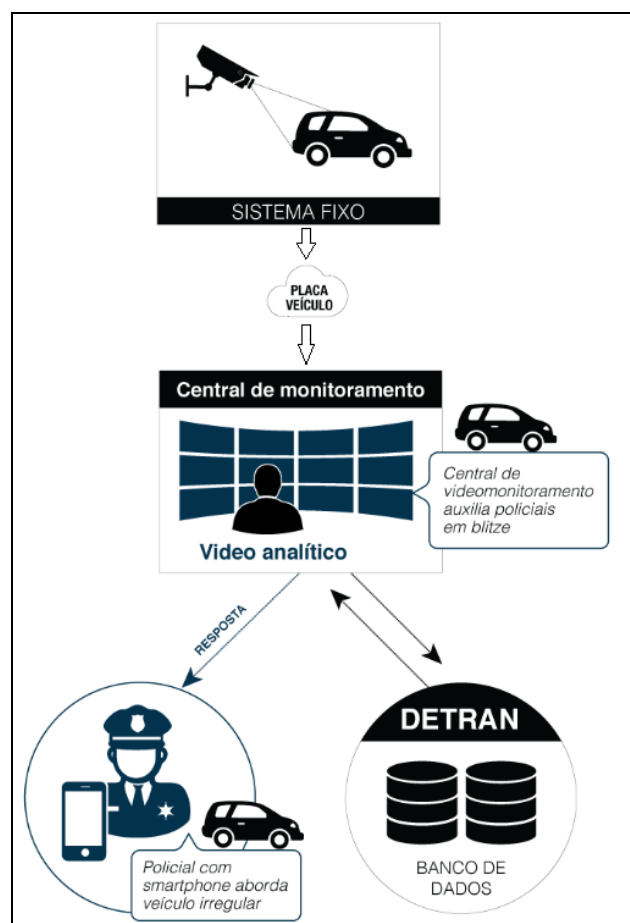 SISTEMA FIXO
PLACA
VEÍCULO
Central de monitoramento
Central de
videomonitoramento
auxilia policiais
em blitze
Video analítico
RESPOSTA
DETRAN
BANCO DE
DADOS
Policial com
smartphone aborda
veículo irregular